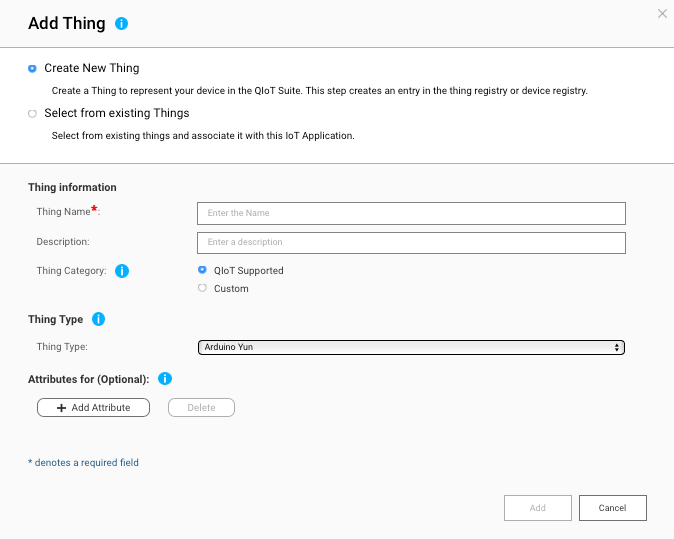 Add Thing
Create New Thing
Create a Thing to represent your device in the QIoT Suite. This step creates an entry in the thing registry or device registry.
Select from existing Things
Select from existing things and associate it with this IoT Application.
Thing information
Thing Name*:
Enter the Name
Description:
Enter a description
Thing Category:
QIoT Supported
Custom
Thing Type
Thing Type:
Arduino Yun
Attributes for (Optional):
+ Add Attribute
Delete
* denotes a required field
Add
Cancel